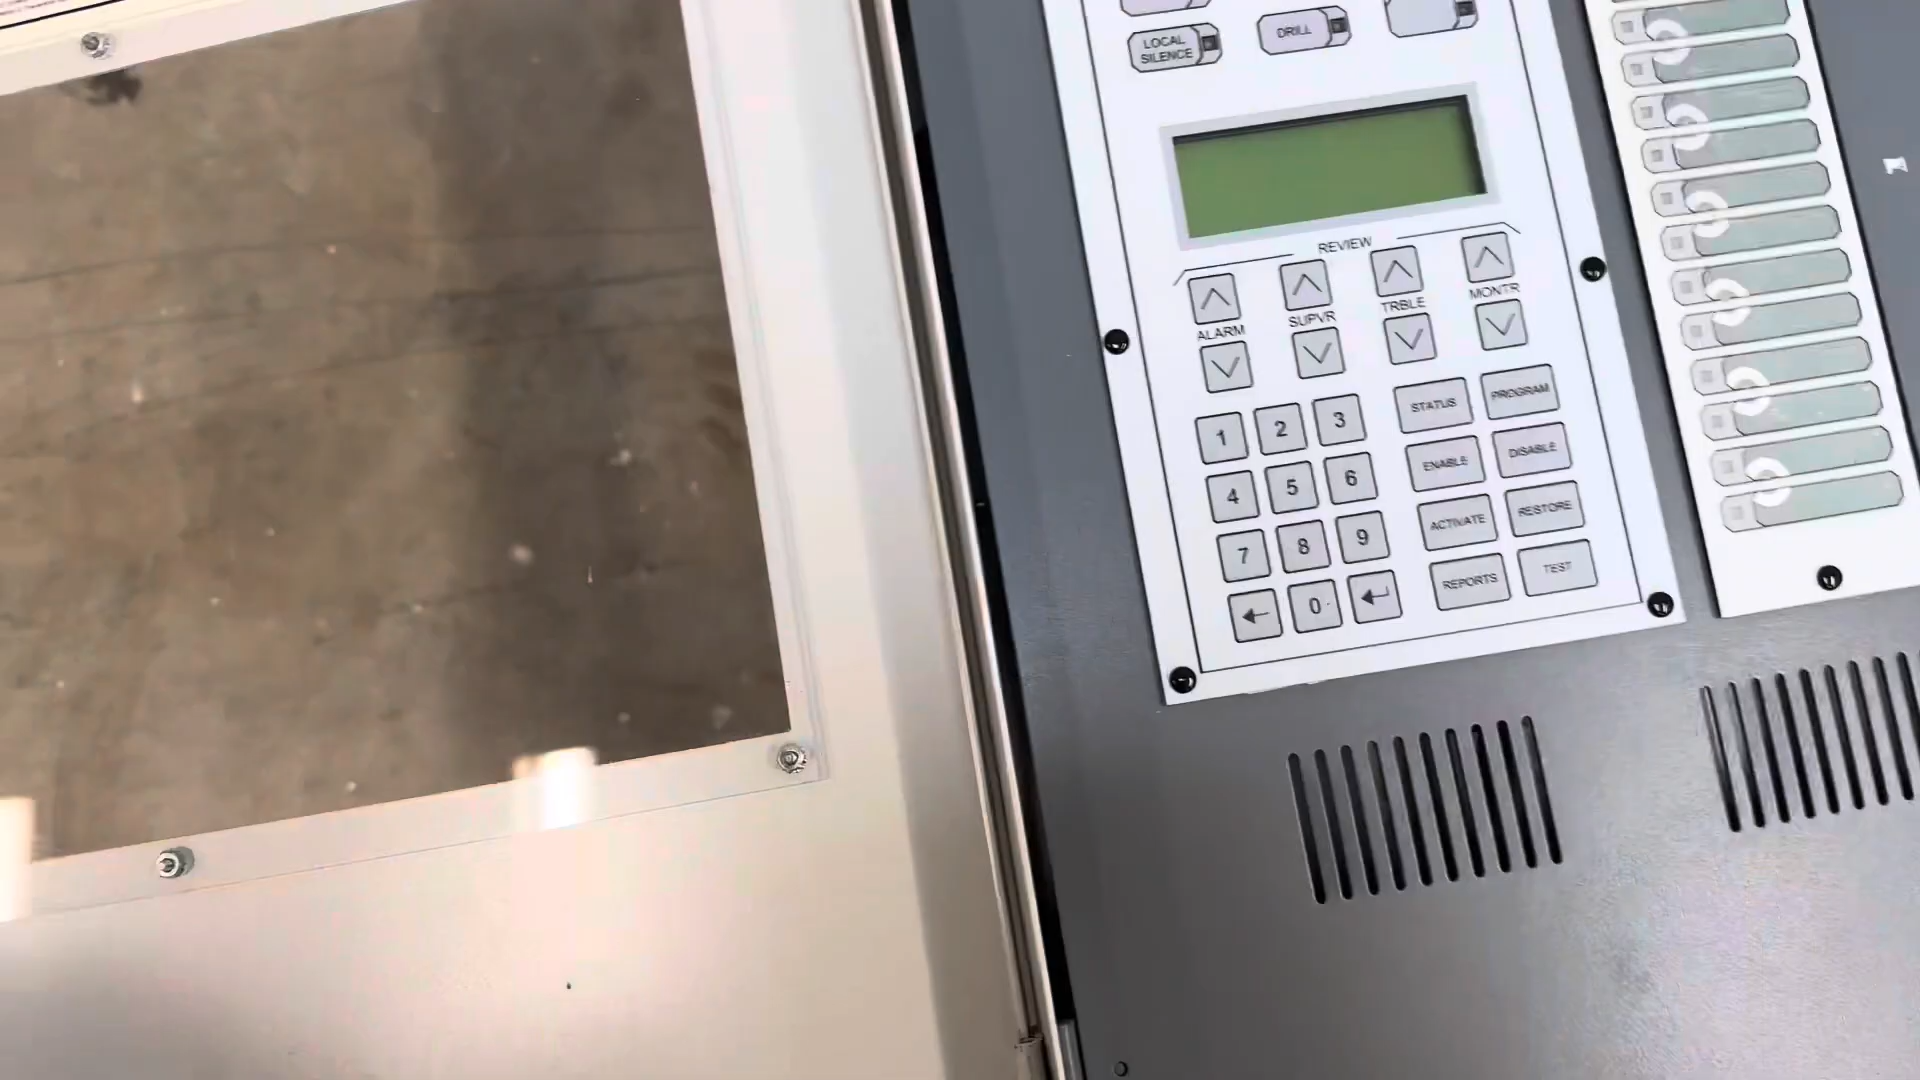 LOCAL
SILENCE
DRILL
REVIEW
ALARM
SUPVR
TRBLE
MONTR
1 2 3
4 5 6
7 8 9
← 0 ↵
STATUS PROGRAM
ENABLE DISABLE
ACTIVATE RESTORE
REPORTS TEST